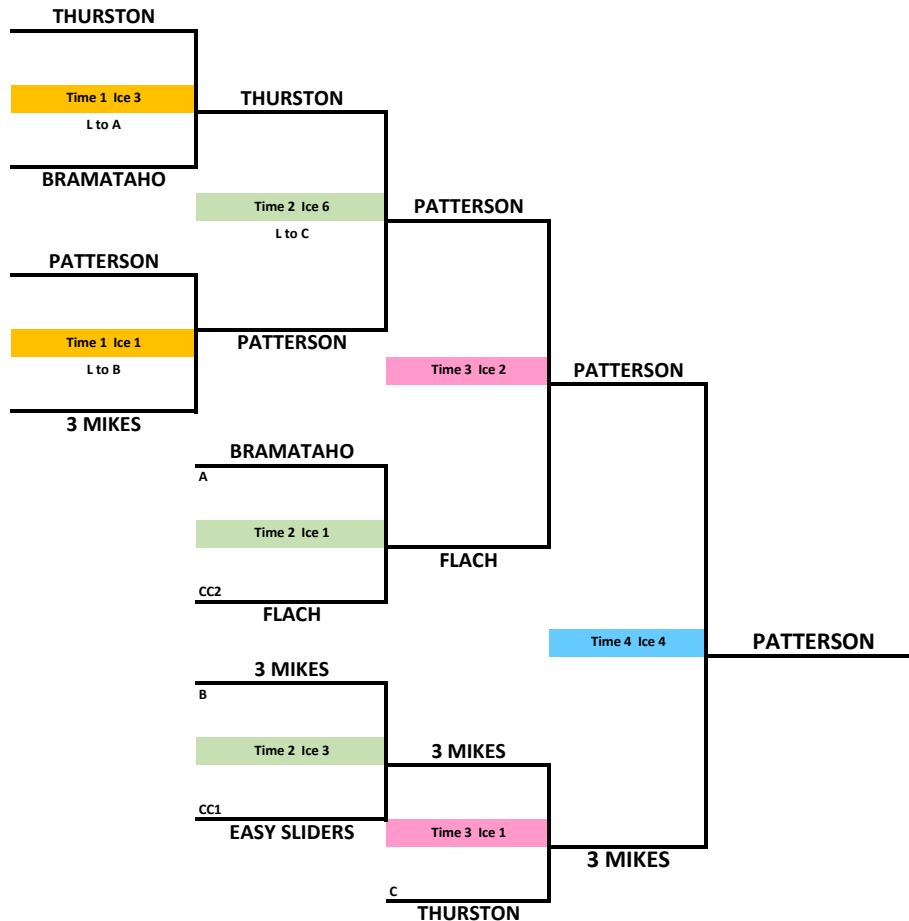 THURSTON
Time 1 Ice 3
THURSTON
L to A
BRAMATAHO
Time 2 Ice 6
PATTERSON
L to C
PATTERSON
Time 1 Ice 1
PATTERSON
L to B
Time 3 Ice 2
PATTERSON
3 MIKES
BRAMATAHO
A
Time 2 Ice 1
FLACH
CC2
FLACH
Time 4 Ice 4
PATTERSON
3 MIKES
B
Time 2 Ice 3
3 MIKES
CC1
EASY SLIDERS
Time 3 Ice 1
3 MIKES
C
THURSTON